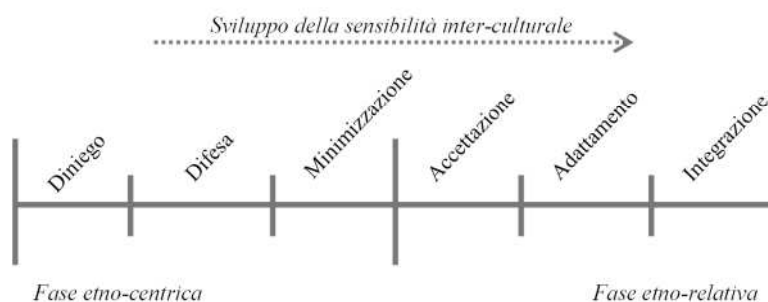 Sviluppo della sensibilità inter-culturale
Diniego
Difesa
Minimizzazione
Accettazione
Adattamento
Integrazione
Fase etno-centrica
Fase etno-relativa